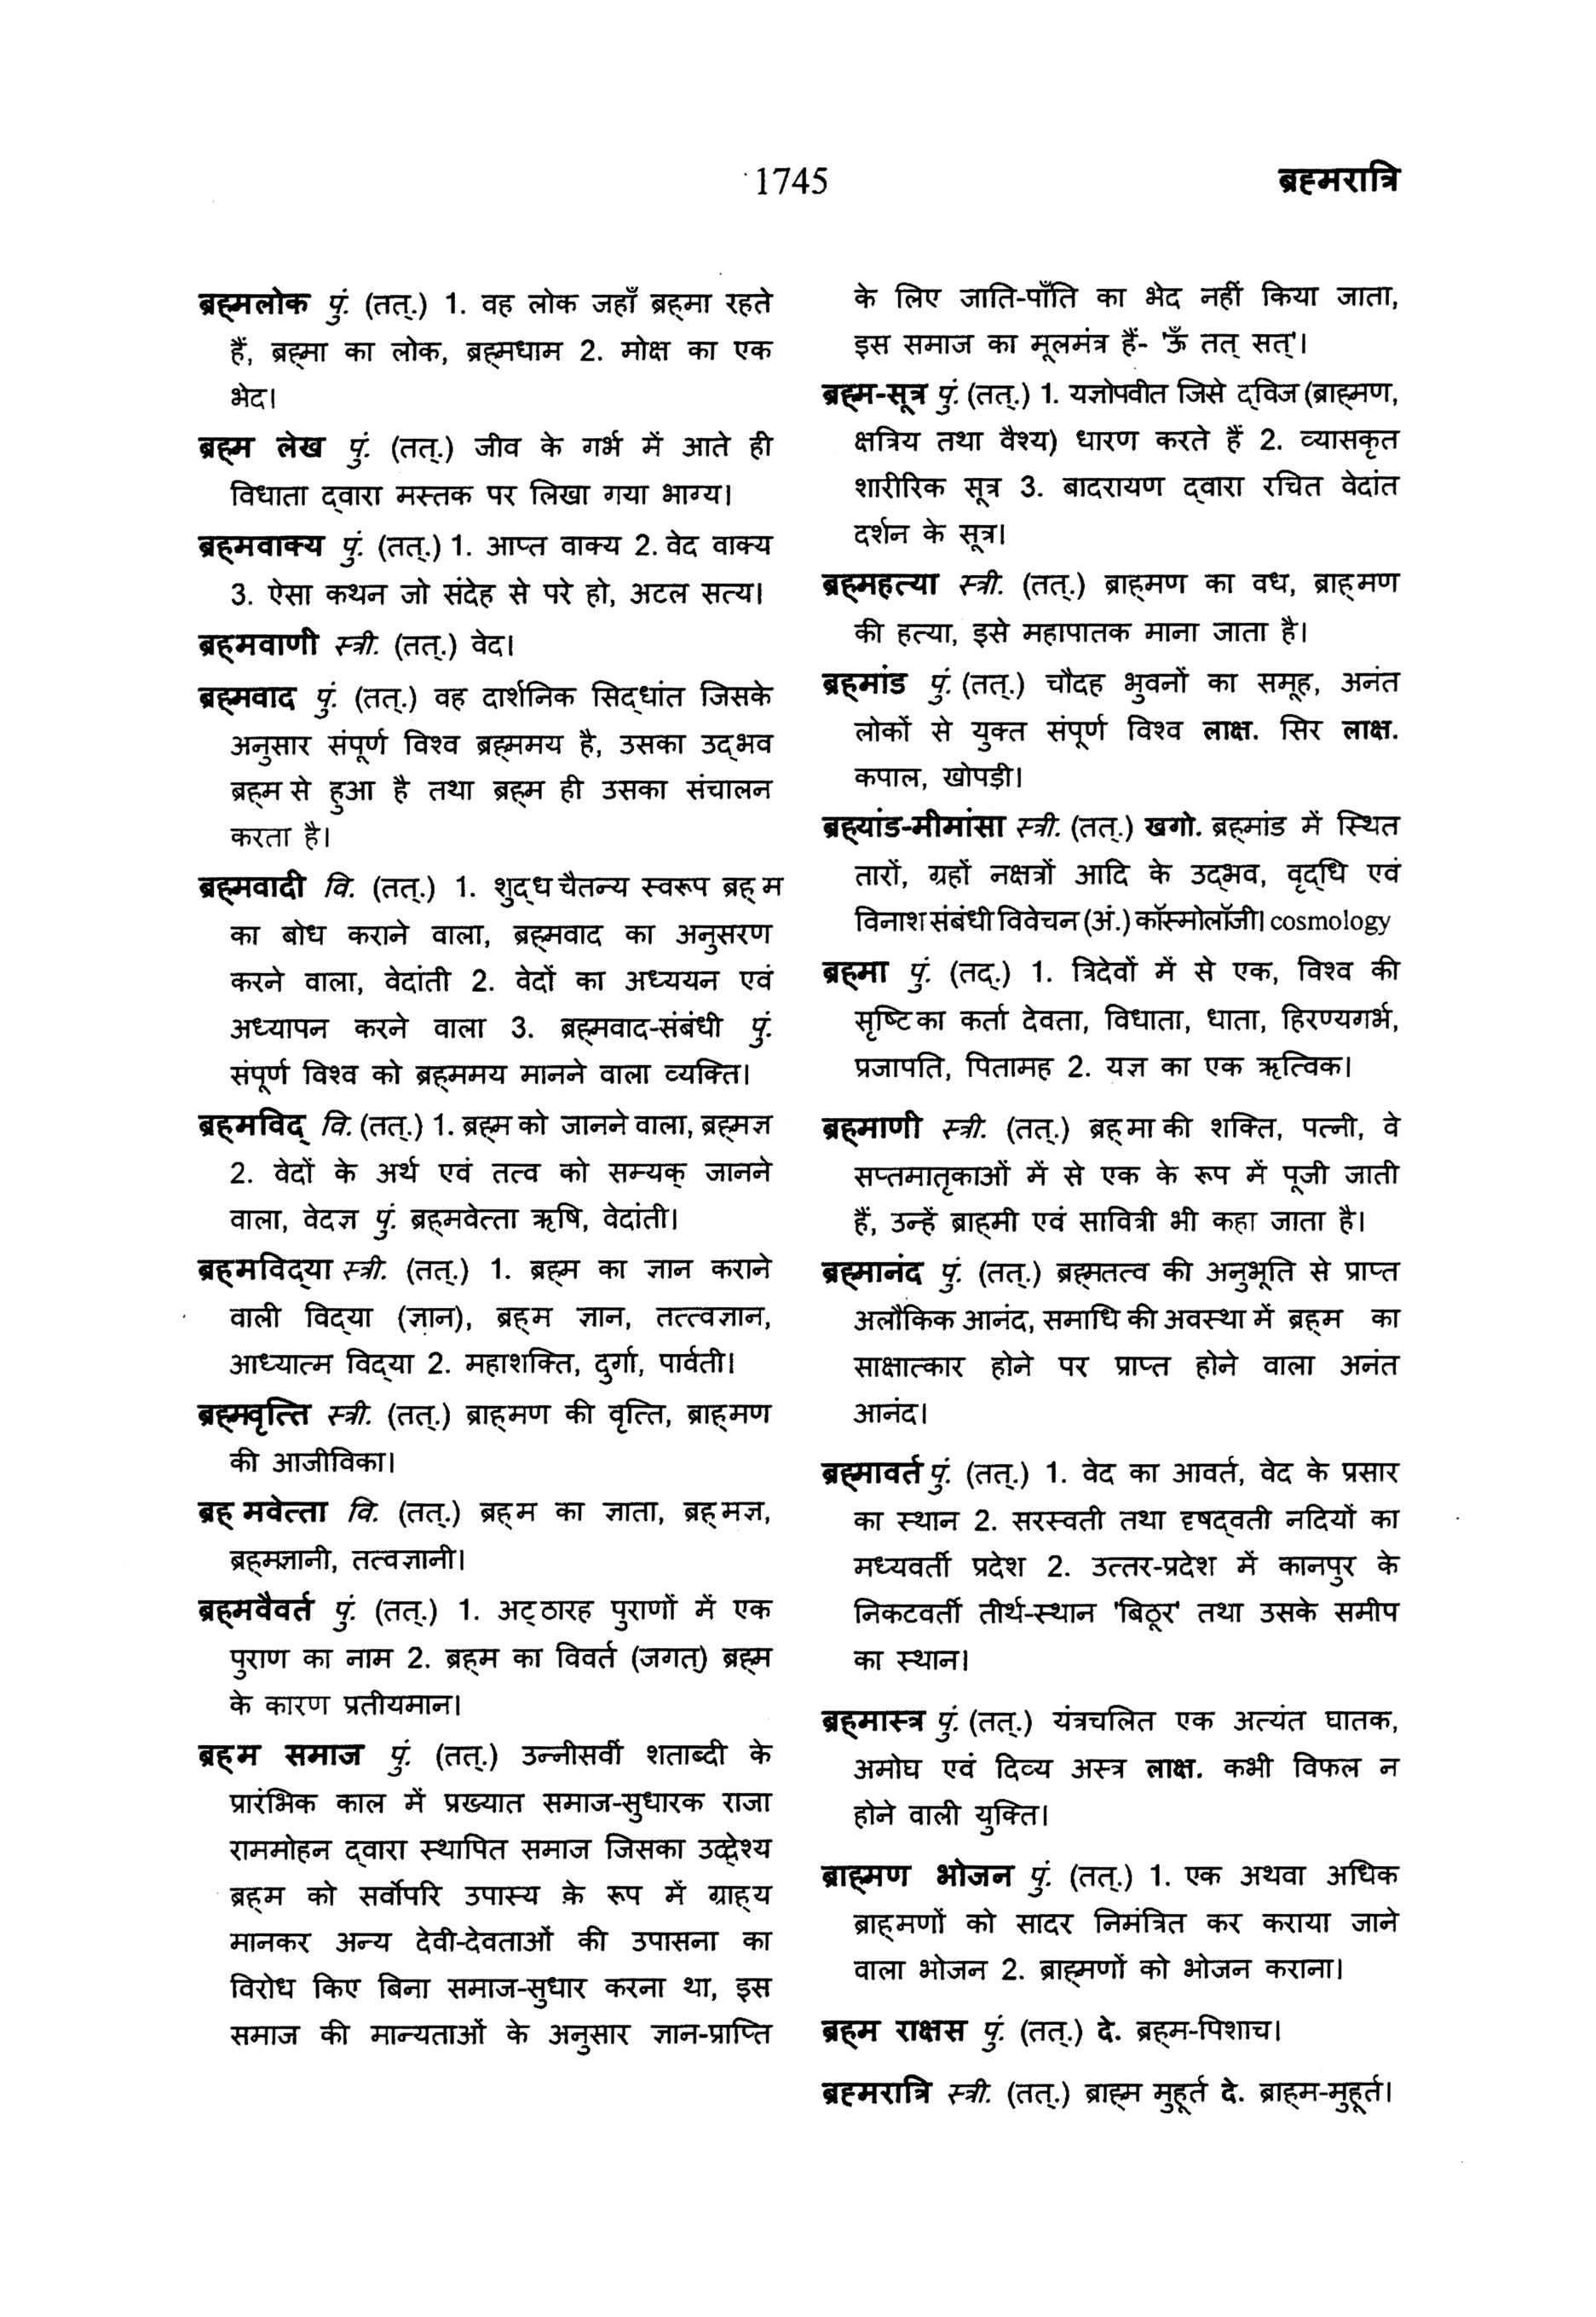 1745
ब्रह्मरात्रि
ब्रह्मलोक पुं. (तत्.) 1. वह लोक जहाँ ब्रह्मा रहते
हैं, ब्रह्मा का लोक, ब्रह्मधाम 2. मोक्ष का एक
भेद।
ब्रह्म लेख पुं. (तत्.) जीव के गर्भ में आते ही
विधाता द्वारा मस्तक पर लिखा गया भाग्य।
ब्रह्मवाक्य पुं. (तत्.) 1. आप्त वाक्य 2. वेद वाक्य
3. ऐसा कथन जो संदेह से परे हो, अटल सत्य।
ब्रह्मवाणी स्त्री. (तत्.) वेद।
ब्रह्मवाद पुं. (तत्.) वह दार्शनिक सिद्धांत जिसके
अनुसार संपूर्ण विश्व ब्रह्ममय है, उसका उद्भव
ब्रह्म से हुआ है तथा ब्रह्म ही उसका संचालन
करता है।
ब्रह्मवादी वि. (तत्.) 1. शुद्ध चैतन्य स्वरूप ब्रह्म
का बोध कराने वाला, ब्रह्मवाद का अनुसरण
करने वाला, वेदांती 2. वेदों का अध्ययन एवं
अध्यापन करने वाला 3. ब्रह्मवाद-संबंधी पुं.
संपूर्ण विश्व को ब्रह्ममय मानने वाला व्यक्ति।
ब्रह्मविद् वि. (तत्.) 1. ब्रह्म को जानने वाला, ब्रह्मज्ञ
2. वेदों के अर्थ एवं तत्व को सम्यक् जानने
वाला, वेदज्ञ पुं. ब्रह्मवेत्ता ऋषि, वेदांती।
ब्रह्मविद्या स्त्री. (तत्.) 1. ब्रह्म का ज्ञान कराने
वाली विद्या (ज्ञान), ब्रह्म ज्ञान, तत्त्वज्ञान,
आध्यात्म विद्या 2. महाशक्ति, दुर्गा, पार्वती।
ब्रह्मवृत्ति स्त्री. (तत्.) ब्राह्मण की वृत्ति, ब्राह्मण
की आजीविका।
ब्रह्मवेत्ता वि. (तत्.) ब्रह्म का ज्ञाता, ब्रह्मज्ञ,
ब्रह्मज्ञानी, तत्वज्ञानी।
ब्रह्मवैवर्त पुं. (तत्.) 1. अट्ठारह पुराणों में एक
पुराण का नाम 2. ब्रह्म का विवर्त (जगत्) ब्रह्म
के कारण प्रतीयमान।
ब्रह्म समाज पुं. (तत्.) उन्नीसवीं शताब्दी के
प्रारंभिक काल में प्रख्यात समाज-सुधारक राजा
राममोहन द्वारा स्थापित समाज जिसका उद्देश्य
ब्रह्म को सर्वोपरि उपास्य के रूप में ग्राह्य
मानकर अन्य देवी-देवताओं की उपासना का
विरोध किए बिना समाज-सुधार करना था, इस
समाज की मान्यताओं के अनुसार ज्ञान-प्राप्ति
के लिए जाति-पाँति का भेद नहीं किया जाता,
इस समाज का मूलमंत्र हैं- 'ऊँ तत् सत्'।
ब्रह्म-सूत्र पुं. (तत्.) 1. यज्ञोपवीत जिसे द्विज (ब्राह्मण,
क्षत्रिय तथा वैश्य) धारण करते हैं 2. व्यासकृत
शारीरिक सूत्र 3. बादरायण द्वारा रचित वेदांत
दर्शन के सूत्र।
ब्रह्महत्या स्त्री. (तत्.) ब्राह्मण का वध, ब्राह्मण
की हत्या, इसे महापातक माना जाता है।
ब्रह्मांड पुं. (तत्.) चौदह भुवनों का समूह, अनंत
लोकों से युक्त संपूर्ण विश्व लाक्ष. सिर लाक्ष.
कपाल, खोपड़ी।
ब्रह्यांड-मीमांसा स्त्री. (तत्.) खगो. ब्रह्मांड में स्थित
तारों, ग्रहों नक्षत्रों आदि के उद्भव, वृद्धि एवं
विनाश संबंधी विवेचन (अं.) कॉस्मोलॉजी। cosmology
ब्रह्मा पुं. (तद्.) 1. त्रिदेवों में से एक, विश्व की
सृष्टि का कर्ता देवता, विधाता, धाता, हिरण्यगर्भ,
प्रजापति, पितामह 2. यज्ञ का एक ऋत्विक।
ब्रह्माणी स्त्री. (तत्.) ब्रह्मा की शक्ति, पत्नी, वे
सप्तमातृकाओं में से एक के रूप में पूजी जाती
हैं, उन्हें ब्राह्मी एवं सावित्री भी कहा जाता है।
ब्रह्मानंद पुं. (तत्.) ब्रह्मतत्व की अनुभूति से प्राप्त
अलौकिक आनंद, समाधि की अवस्था में ब्रह्म का
साक्षात्कार होने पर प्राप्त होने वाला अनंत
आनंद।
ब्रह्मावर्त पुं. (तत्.) 1. वेद का आवर्त, वेद के प्रसार
का स्थान 2. सरस्वती तथा दृषद्वती नदियों का
मध्यवर्ती प्रदेश 2. उत्तर-प्रदेश में कानपुर के
निकटवर्ती तीर्थ-स्थान 'बिठूर' तथा उसके समीप
का स्थान।
ब्रह्मास्त्र पुं. (तत्.) यंत्रचलित एक अत्यंत घातक,
अमोघ एवं दिव्य अस्त्र लाक्ष. कभी विफल न
होने वाली युक्ति।
ब्राह्मण भोजन पुं. (तत्.) 1. एक अथवा अधिक
ब्राह्मणों को सादर निमंत्रित कर कराया जाने
वाला भोजन 2. ब्राह्मणों को भोजन कराना।
ब्रह्म राक्षस पुं. (तत्.) दे. ब्रह्म-पिशाच।
ब्रह्मरात्रि स्त्री. (तत्.) ब्राह्म मुहूर्त दे. ब्राह्म-मुहूर्त।